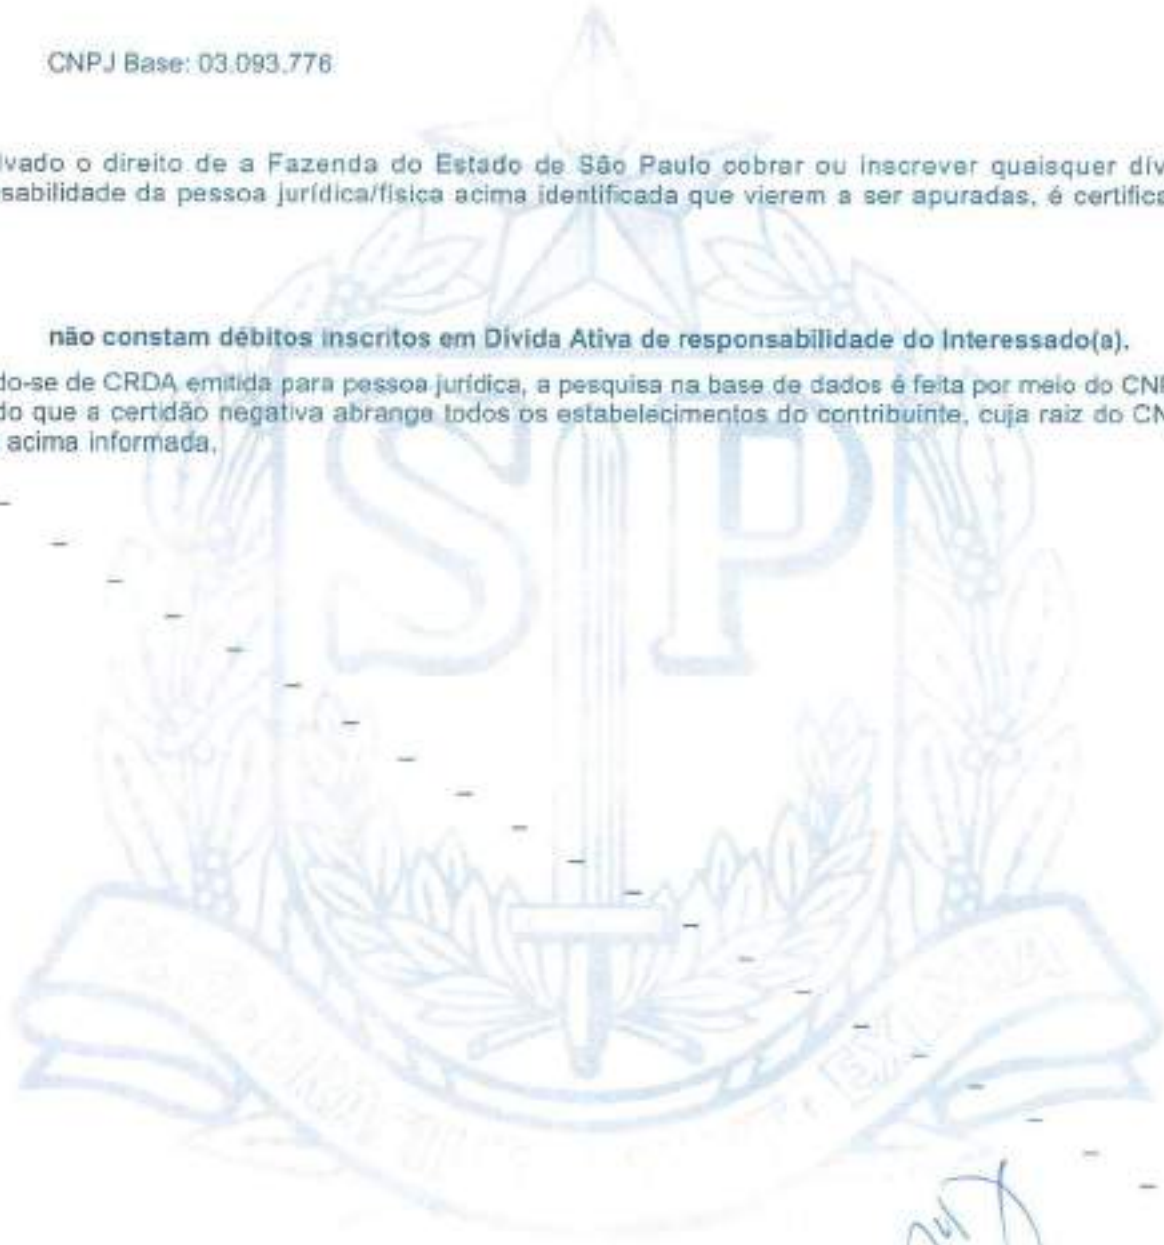 CNPJ Base: 03.093.776
lvado o direito de a Fazenda do Estado de São Paulo cobrar ou inscrever quaisquer dív
sabilidade da pessoa jurídica/física acima identificada que vierem a ser apuradas, é certifica
não constam débitos inscritos em Dívida Ativa de responsabilidade do Interessado(a).
do-se de CRDA emitida para pessoa jurídica, a pesquisa na base de dados é feita por meio do CN
do que a certidão negativa abrange todos os estabelecimentos do contribuinte, cuja raiz do CN
acima informada.
SP